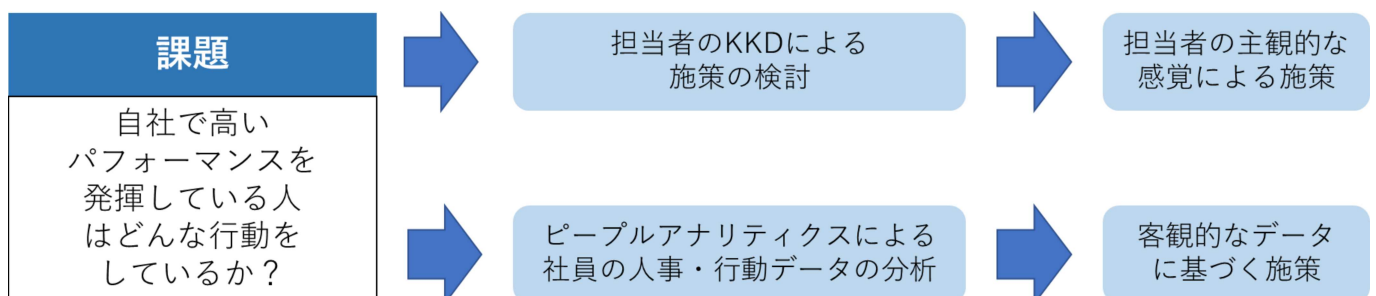 課題
自社で高い
パフォーマンスを
発揮している人
はどんな行動を
しているか？
担当者のKKDによる
施策の検討
担当者の主観的な
感覚による施策
ピープルアナリティクスによる
社員の人事・行動データの分析
客観的なデータ
に基づく施策